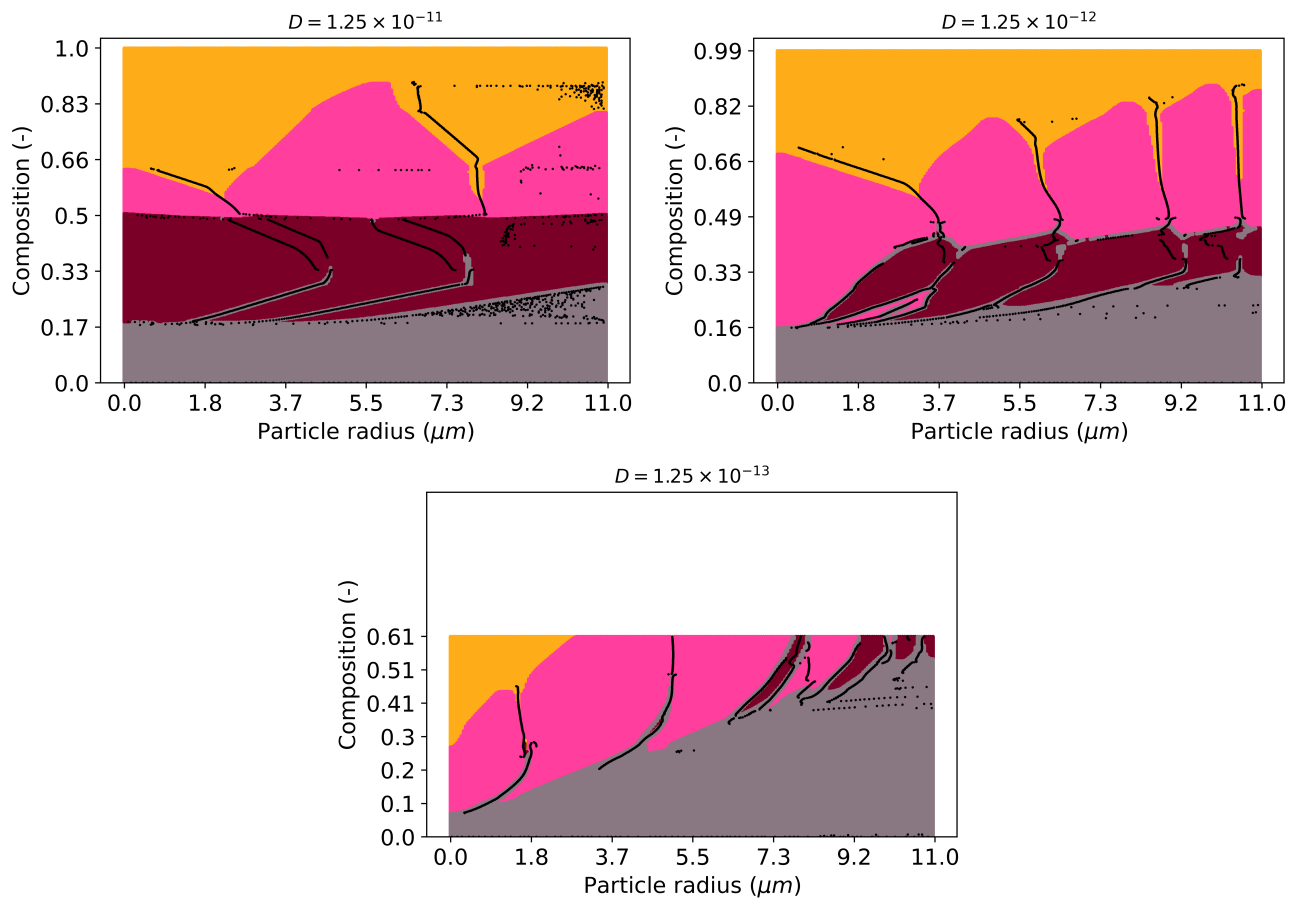 D = 1.25 × 10⁻¹¹
1.0
0.83
0.66
0.5
0.33
0.17
0.0
Composition (-)
0.0 1.8 3.7 5.5 7.3 9.2 11.0
Particle radius (μm)
D = 1.25 × 10⁻¹²
0.99
0.82
0.66
0.49
0.33
0.16
0.0
Composition (-)
0.0 1.8 3.7 5.5 7.3 9.2 11.0
Particle radius (μm)
D = 1.25 × 10⁻¹³
0.61
0.51
0.41
0.3
0.2
0.1
0.0
Composition (-)
0.0 1.8 3.7 5.5 7.3 9.2 11.0
Particle radius (μm)